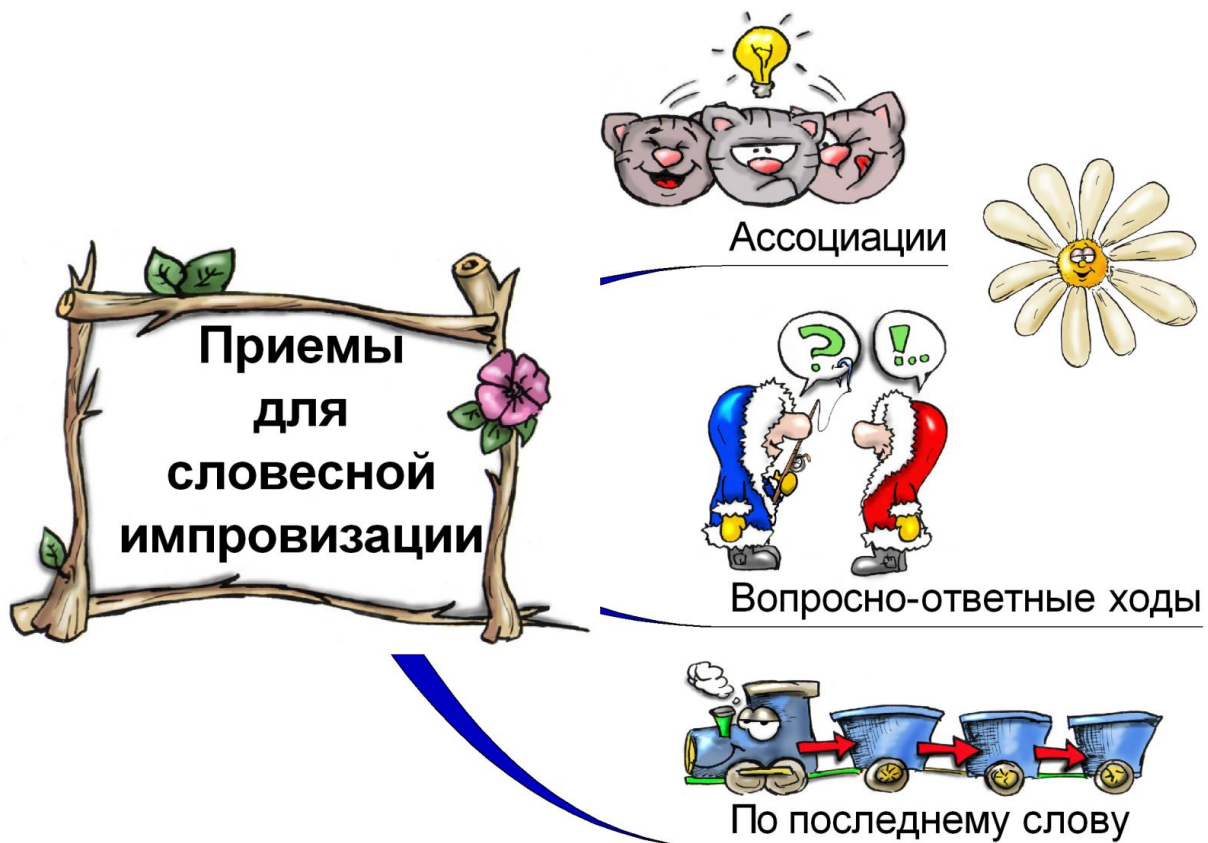 Приемы
для
словесной
импровизации
?
!...
Ассоциации
Вопросно-ответные ходы
По последнему слову